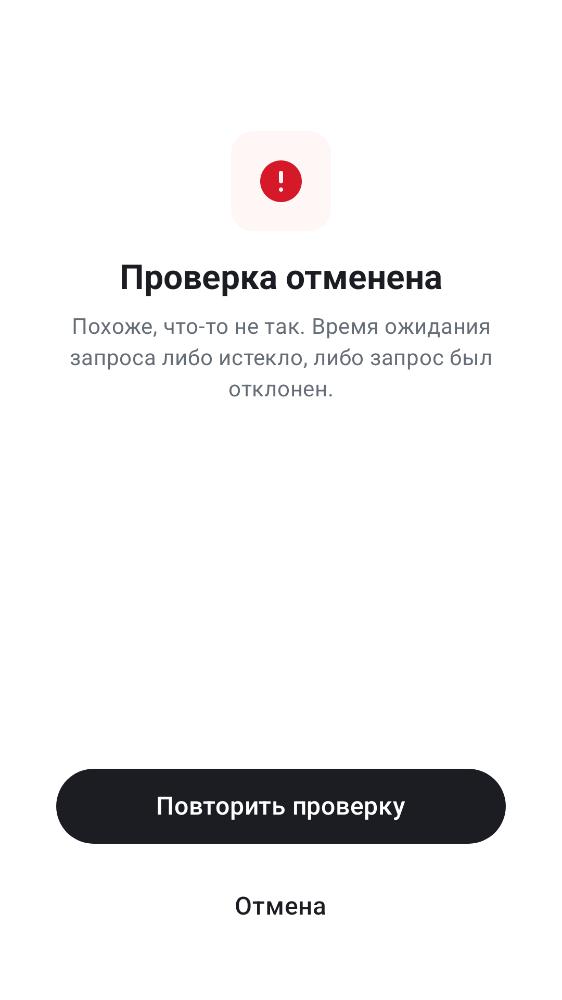 Проверка отменена
Похоже, что-то не так. Время ожидания
запроса либо истекло, либо запрос был
отклонен.
Повторить проверку
Отмена